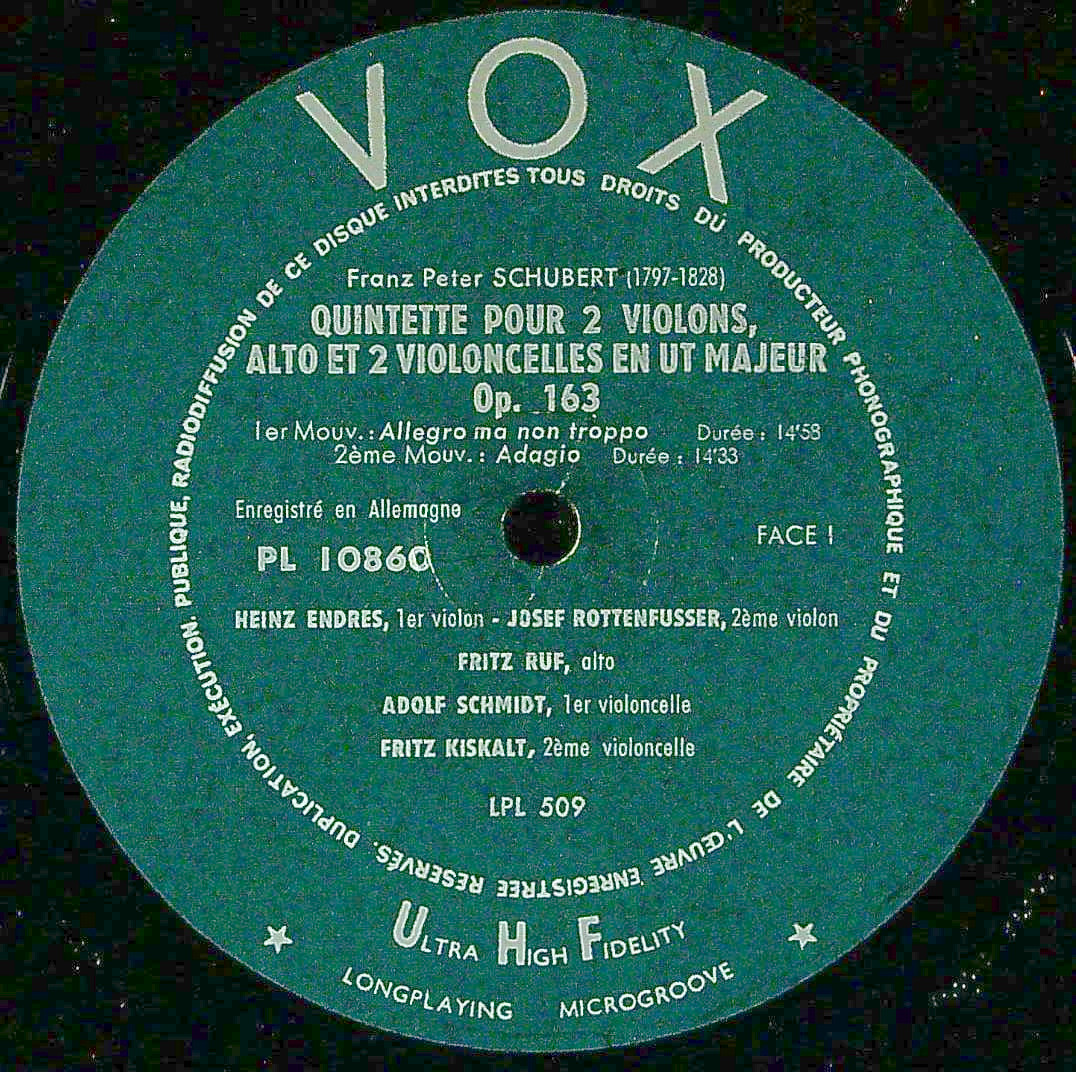 VOX
TOUS DROITS DU PRODUCTEUR PHONOGRAPHIQUE ET DU PROPRIÉTAIRE DE L'ŒUVRE ENREGISTREE RESERVÉS. DUPLICATION, EXÉCUTION. PUBLIQUE, RADIODIFFUSION DE CE DISQUE INTERDITES
Franz Peter SCHUBERT (1797-1828)
QUINTETTE POUR 2 VIOLONS,
ALTO ET 2 VIOLONCELLES EN UT MAJEUR
Op. 163
1er Mouv. : Allegro ma non troppo Durée : 14'58
2ème Mouv. : Adagio Durée : 14'33
Enregistré en Allemagne
PL 10860
FACE 1
HEINZ ENDRES, 1er violon - JOSEF ROTTENFUSSER, 2ème violon
FRITZ RUF, alto
ADOLF SCHMIDT, 1er violoncelle
FRITZ KISKALT, 2ème violoncelle
LPL 509
ULTRA HIGH FIDELITY
LONGPLAYING MICROGROOVE